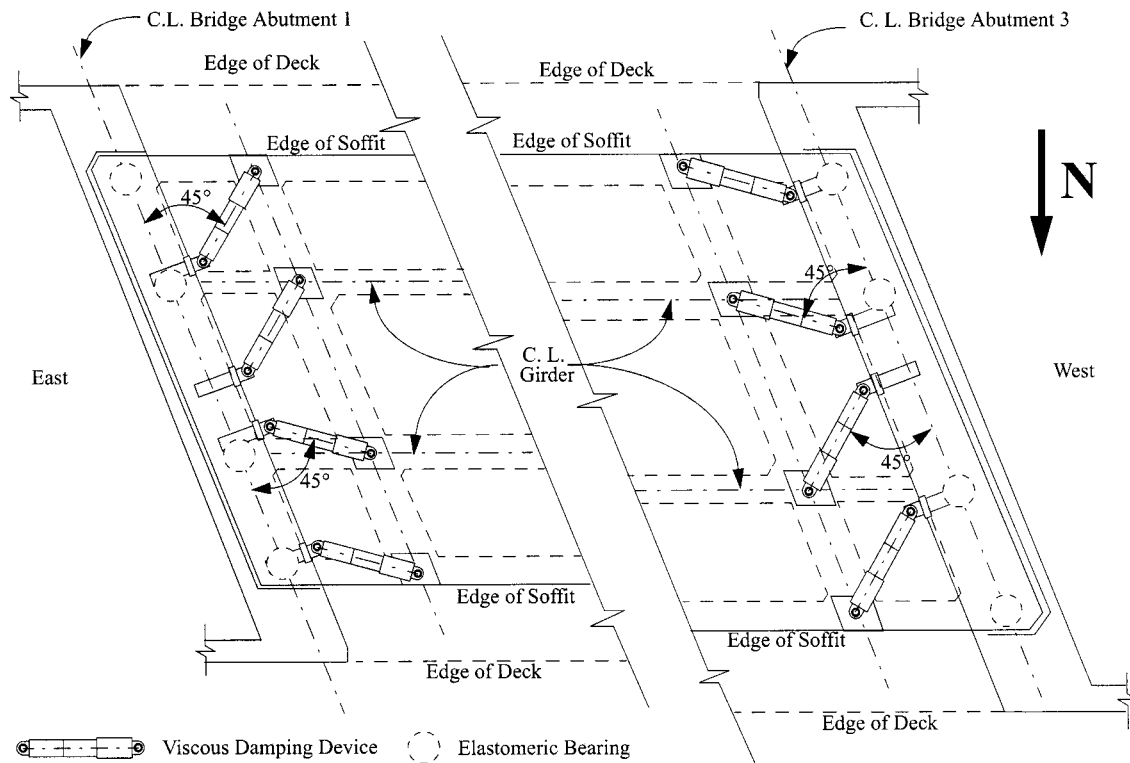 C.L. Bridge Abutment 1
C. L. Bridge Abutment 3
Edge of Deck
Edge of Deck
Edge of Soffit
Edge of Soffit
N
45°
45°
C. L.
Girder
East
West
45°
45°
Edge of Soffit
Edge of Soffit
Edge of Deck
Edge of Deck
Viscous Damping Device
Elastomeric Bearing